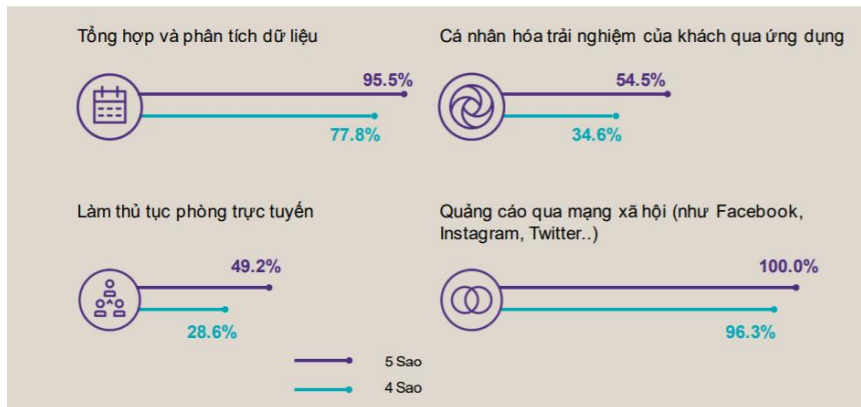 Tổng hợp và phân tích dữ liệu
95.5%
77.8%
Cá nhân hóa trải nghiệm của khách qua ứng dụng
54.5%
34.6%
Làm thủ tục phòng trực tuyến
49.2%
28.6%
Quảng cáo qua mạng xã hội (như Facebook,
Instagram, Twitter..)
100.0%
96.3%
5 Sao
4 Sao